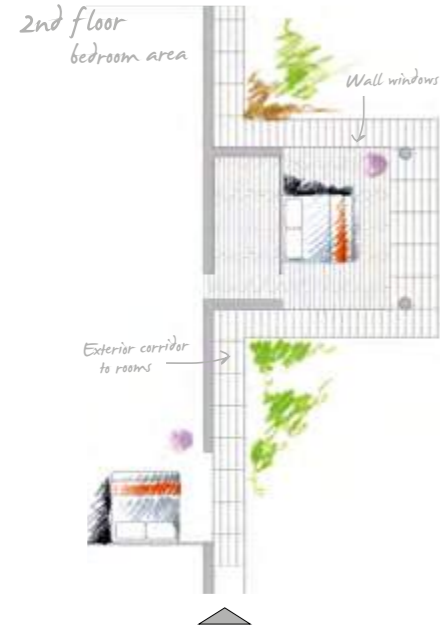 2nd floor
bedroom area
Wall windows
Exterior corridor
to rooms